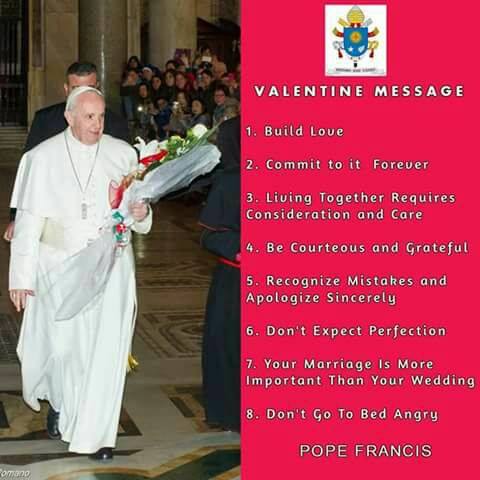 VALENTINE MESSAGE
1. Build Love
2. Commit to it Forever
3. Living Together Requires
Consideration and Care
4. Be Courteous and Grateful
5. Recognize Mistakes and
Apologize Sincerely
6. Don't Expect Perfection
7. Your Marriage Is More
Important Than Your Wedding
8. Don't Go To Bed Angry
POPE FRANCIS